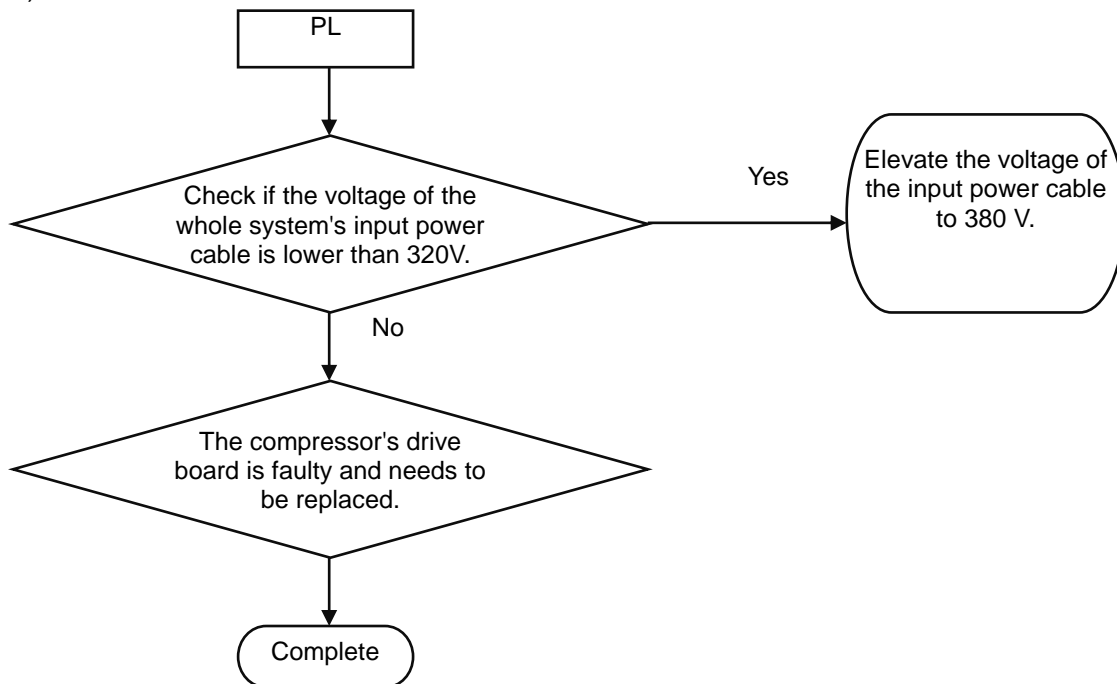 )
PL
Check if the voltage of the
whole system's input power
cable is lower than 320V.
Yes
Elevate the voltage of
the input power cable
to 380 V.
No
The compressor's drive
board is faulty and needs to
be replaced.
Complete